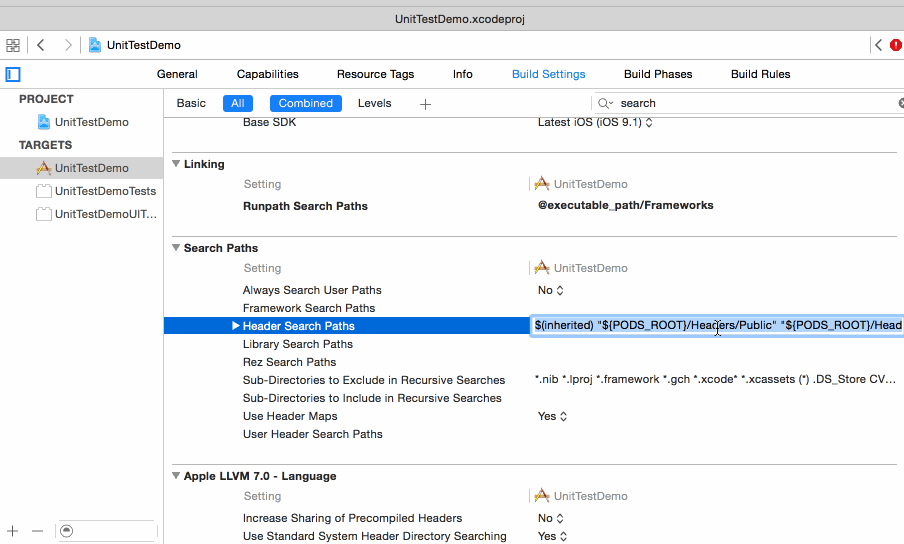 UnitTestDemo.xcodeproj
UnitTestDemo
General Capabilities Resource Tags Info Build Settings Build Phases Build Rules
PROJECT
UnitTestDemo
TARGETS
UnitTestDemo
UnitTestDemoTests
UnitTestDemoUIT...
Basic All Combined Levels + search
Base SDK Latest iOS (iOS 9.1)
Linking
Setting UnitTestDemo
Runpath Search Paths @executable_path/Frameworks
Search Paths
Setting UnitTestDemo
Always Search User Paths No
Framework Search Paths
Header Search Paths $(inherited) "${PODS_ROOT}/Headers/Public" "${PODS_ROOT}/Head
Library Search Paths
Rez Search Paths
Sub-Directories to Exclude in Recursive Searches *.nib *.lproj *.framework *.gch *.xcode* *.xcassets (*) .DS_Store CV...
Sub-Directories to Include in Recursive Searches
Use Header Maps Yes
User Header Search Paths
Apple LLVM 7.0 - Language
Setting UnitTestDemo
Increase Sharing of Precompiled Headers No
Use Standard System Header Directory Searching Yes